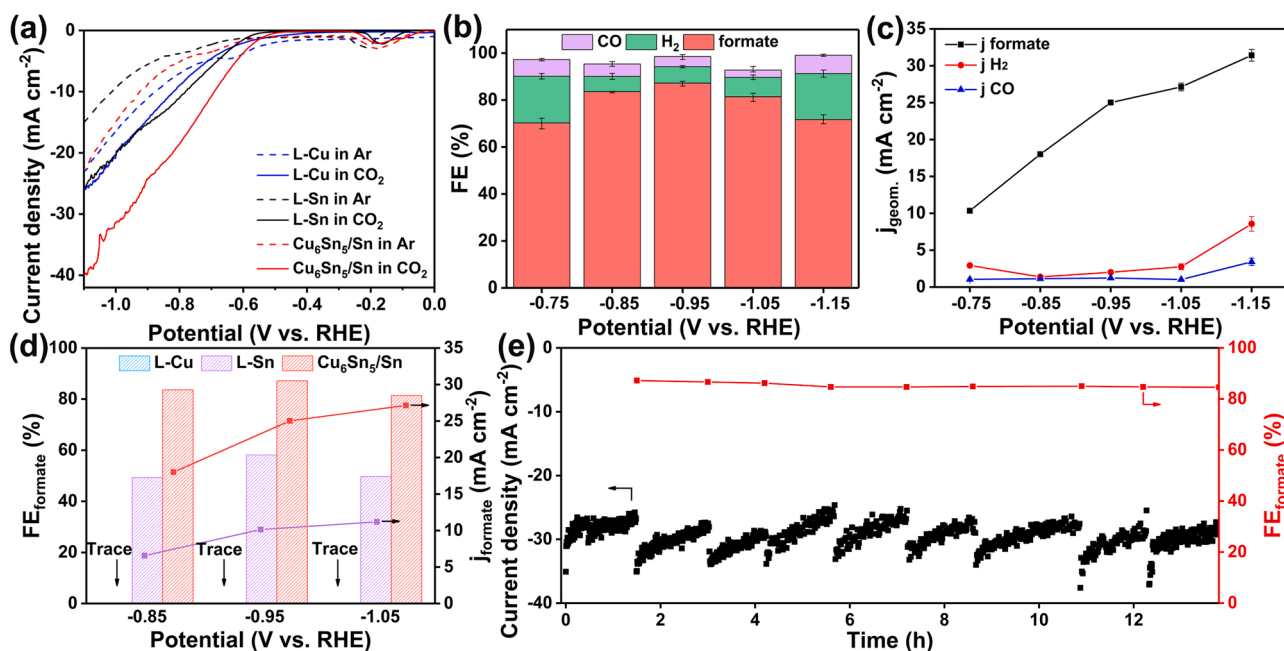 (a)
0
-10
-20
-30
-40
Current density (mA cm⁻²)
L-Cu in Ar
L-Cu in CO₂
L-Sn in Ar
L-Sn in CO₂
Cu₆Sn₅/Sn in Ar
Cu₆Sn₅/Sn in CO₂
-1.0 -0.8 -0.6 -0.4 -0.2 0.0
Potential (V vs. RHE)
(b)
CO H₂ formate
100
80
60
40
20
0
FE (%)
-0.75 -0.85 -0.95 -1.05 -1.15
Potential (V vs. RHE)
(c)
j formate
j H₂
j CO
35
30
25
20
15
10
5
0
jgeom. (mA cm⁻²)
-0.75 -0.85 -0.95 -1.05 -1.15
Potential (V vs. RHE)
(d)
L-Cu L-Sn Cu₆Sn₅/Sn
100
80
60
40
20
0
FEformate (%)
Trace Trace Trace
35
30
25
20
15
10
5
0
jformate (mA cm⁻²)
-0.85 -0.95 -1.05
Potential (V vs. RHE)
(e)
0
-10
-20
-30
-40
Current density (mA cm⁻²)
100
80
60
40
20
0
FEformate (%)
0 2 4 6 8 10 12
Time (h)